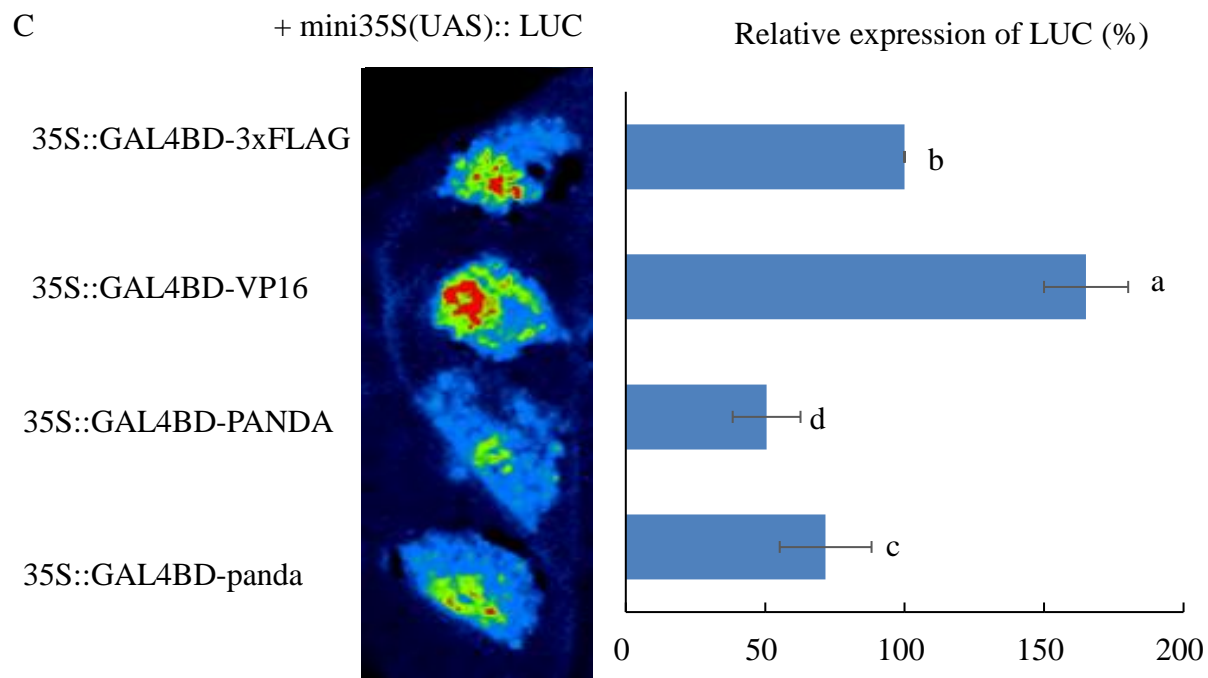 C
+ mini35S(UAS):: LUC
Relative expression of LUC (%)
35S::GAL4BD-3xFLAG
b
35S::GAL4BD-VP16
a
35S::GAL4BD-PANDA
d
35S::GAL4BD-panda
c
0 50 100 150 200